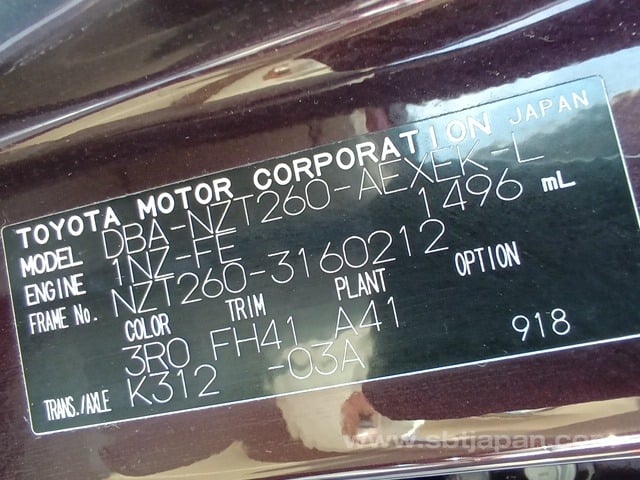 TOYOTA MOTOR CORPORATION JAPAN
MODEL DBA-NZT260-AEXEK-L
ENGINE 1NZ-FE 1496 mL
FRAME No. NZT260-3160212
COLOR TRIM PLANT OPTION
3R0 FH41 A41 918
TRANS./AXLE K312 -03A
www.sbtjapan.com